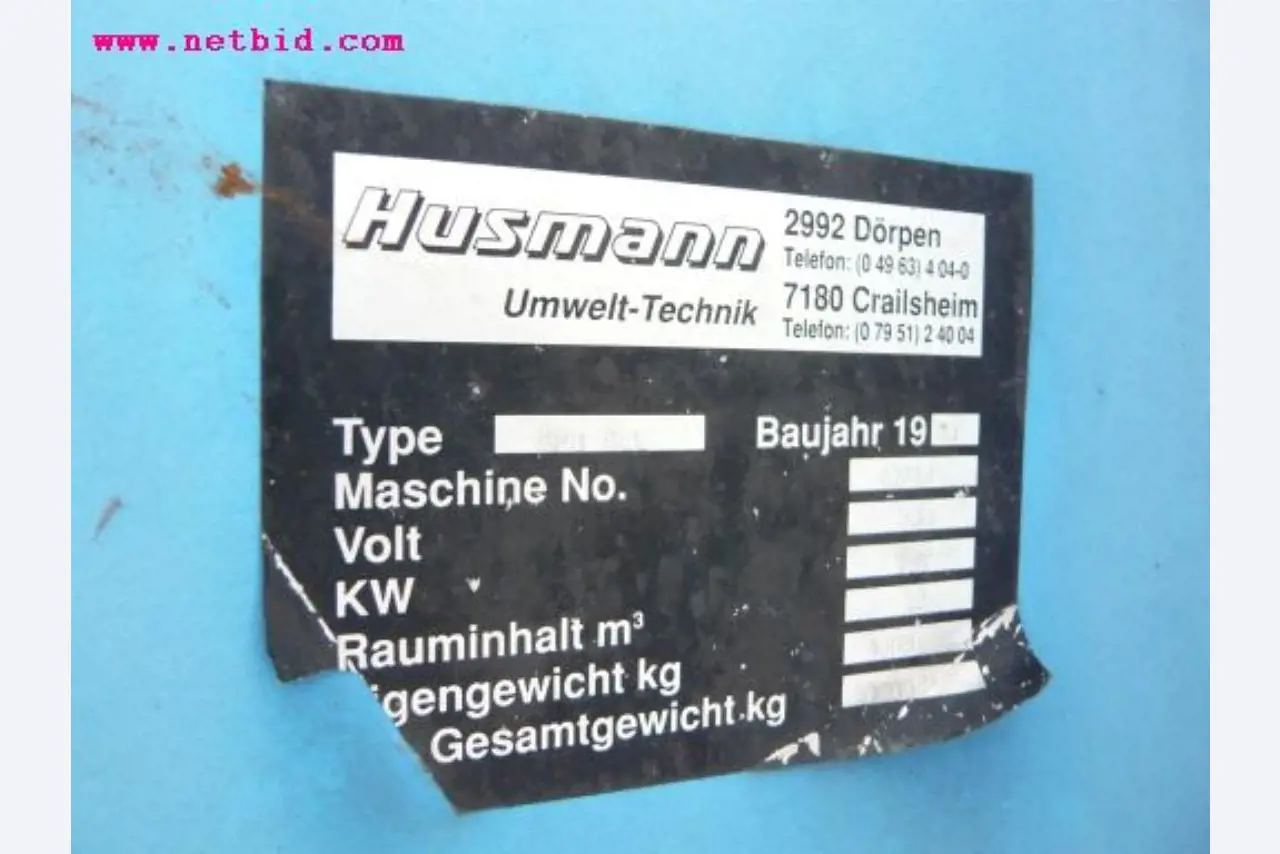 www.netbid.com
Husmann
Umwelt-Technik
2992 Dörpen
Telefon: (0 49 63) 4 04-0
7180 Crailsheim
Telefon: (0 79 51) 2 40 04
Type
Baujahr 19
Maschine No.
Volt
KW
Rauminhalt m³
igengewicht kg
Gesamtgewicht kg